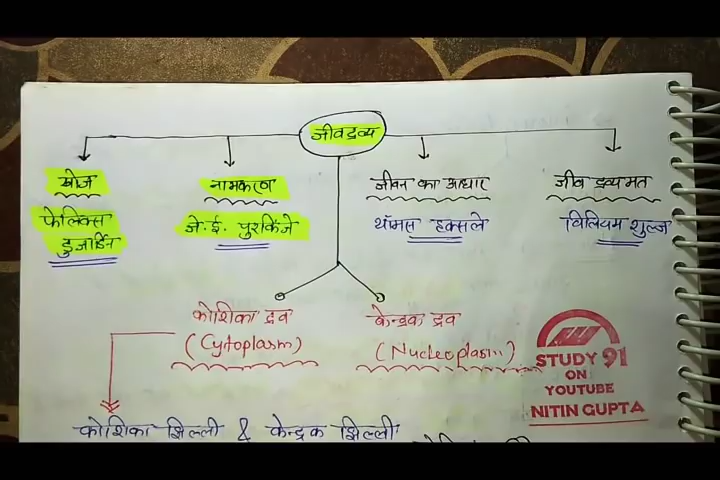 जीवद्रव्य
खोज
नामकरण
जीवन का आधार
जीव द्रव्यमत
फेलिक्स
डुजार्डिन
जे.ई. पुरकिंजे
थॉमस हक्सले
विलियम शुल्ज
कोशिका द्रव
(Cytoplasm)
केन्द्रक द्रव
(Nucleoplasm)
STUDY 91
ON
YOUTUBE
NITIN GUPTA
कोशिका झिल्ली & केन्द्रक झिल्ली